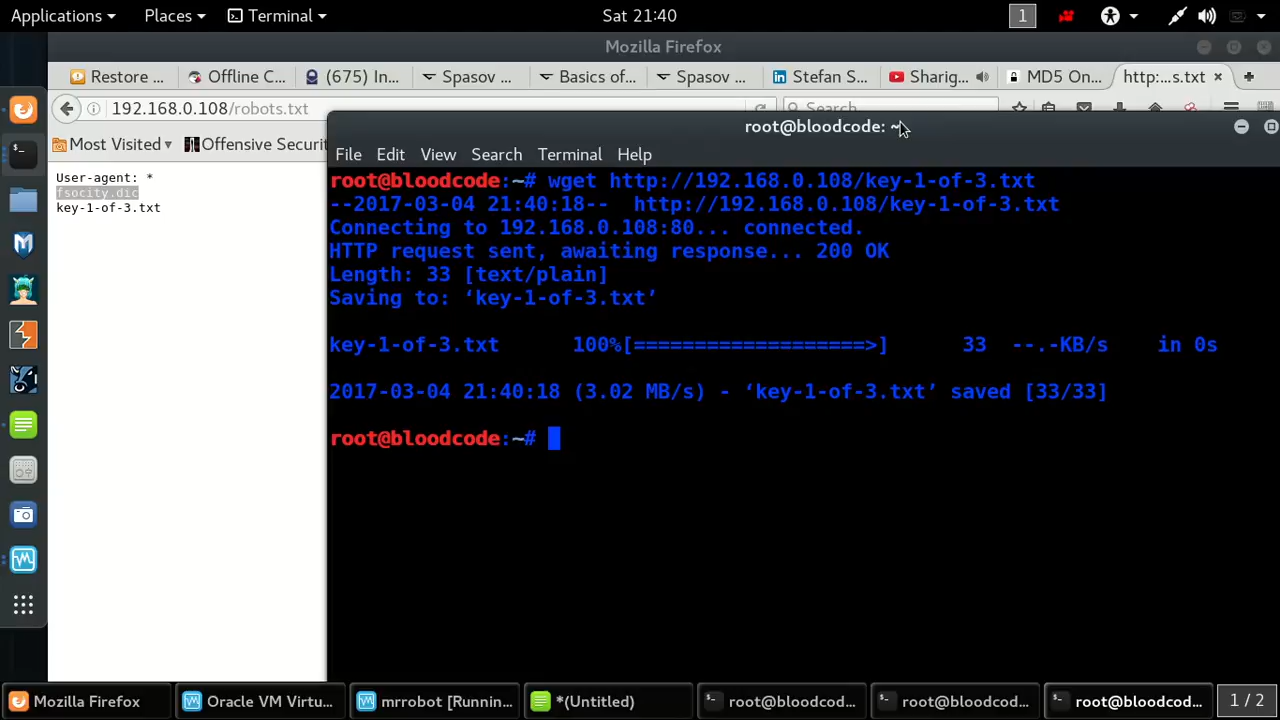 Applications Places Terminal Sat 21:40 1
Mozilla Firefox
Restore ... Offline C... (675) In... Spasov ... Basics of... Spasov ... Stefan S... Sharig... MD5 On... http:...s.txt
192.168.0.108/robots.txt Search
Most Visited Offensive Securit
User-agent: *
fsocity.dic
key-1-of-3.txt
root@bloodcode: ~
File Edit View Search Terminal Help
root@bloodcode:~# wget http://192.168.0.108/key-1-of-3.txt
--2017-03-04 21:40:18-- http://192.168.0.108/key-1-of-3.txt
Connecting to 192.168.0.108:80... connected.
HTTP request sent, awaiting response... 200 OK
Length: 33 [text/plain]
Saving to: ‘key-1-of-3.txt’
key-1-of-3.txt 100%[===================>] 33 --.-KB/s in 0s
2017-03-04 21:40:18 (3.02 MB/s) - ‘key-1-of-3.txt’ saved [33/33]
root@bloodcode:~#
Mozilla Firefox Oracle VM Virtu... mrrobot [Runnin... *(Untitled) root@bloodcod... root@bloodcod... root@bloodcod... 1 / 2